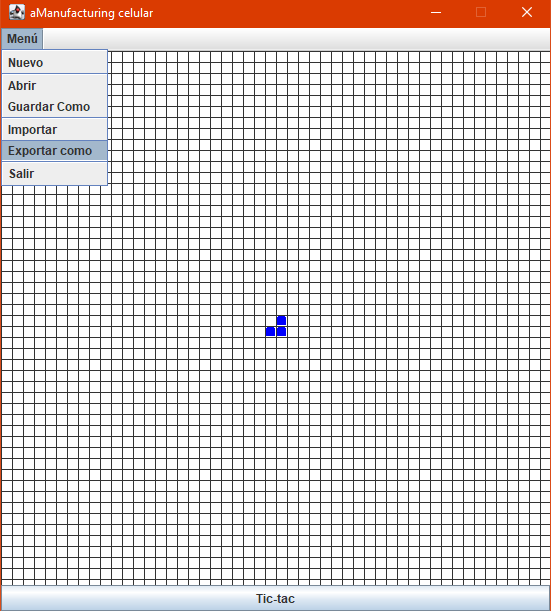 aManufacturing celular
Menú
Nuevo
Abrir
Guardar Como
Importar
Exportar como
Salir
Tic-tac